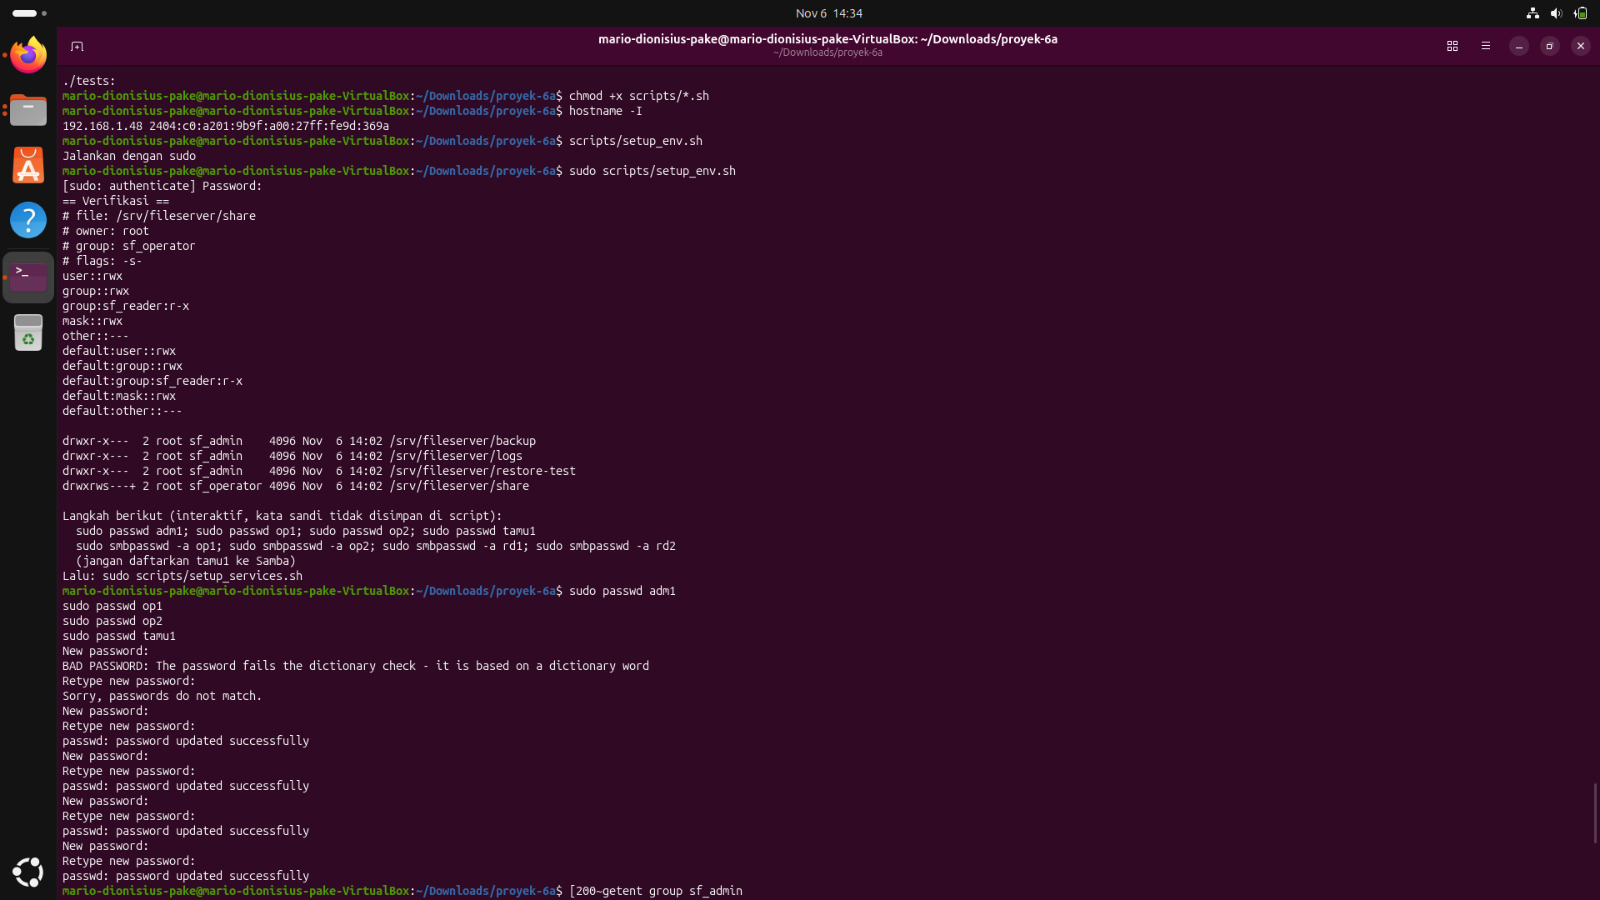 Nov 6 14:34
mario-dionisius-pake@mario-dionisius-pake-VirtualBox: ~/Downloads/proyek-6a
~/Downloads/proyek-6a
./tests:
mario-dionisius-pake@mario-dionisius-pake-VirtualBox:~/Downloads/proyek-6a$ chmod +x scripts/*.sh
mario-dionisius-pake@mario-dionisius-pake-VirtualBox:~/Downloads/proyek-6a$ hostname -I
192.168.1.48 2404:c0:a201:9b9f:a00:27ff:fe9d:369a
mario-dionisius-pake@mario-dionisius-pake-VirtualBox:~/Downloads/proyek-6a$ scripts/setup_env.sh
Jalankan dengan sudo
mario-dionisius-pake@mario-dionisius-pake-VirtualBox:~/Downloads/proyek-6a$ sudo scripts/setup_env.sh
[sudo: authenticate] Password:
== Verifikasi ==
# file: /srv/fileserver/share
# owner: root
# group: sf_operator
# flags: -s-
user::rwx
group::rwx
group:sf_reader:r-x
mask::rwx
other::---
default:user::rwx
default:group::rwx
default:group:sf_reader:r-x
default:mask::rwx
default:other::---
drwxr-x---  2 root sf_admin    4096 Nov  6 14:02 /srv/fileserver/backup
drwxr-x---  2 root sf_admin    4096 Nov  6 14:02 /srv/fileserver/logs
drwxr-x---  2 root sf_admin    4096 Nov  6 14:02 /srv/fileserver/restore-test
drwxrws---+ 2 root sf_operator 4096 Nov  6 14:02 /srv/fileserver/share
Langkah berikut (interaktif, kata sandi tidak disimpan di script):
  sudo passwd adm1; sudo passwd op1; sudo passwd op2; sudo passwd tamu1
  sudo smbpasswd -a op1; sudo smbpasswd -a op2; sudo smbpasswd -a rd1; sudo smbpasswd -a rd2
  (jangan daftarkan tamu1 ke Samba)
Lalu: sudo scripts/setup_services.sh
mario-dionisius-pake@mario-dionisius-pake-VirtualBox:~/Downloads/proyek-6a$ sudo passwd adm1
sudo passwd op1
sudo passwd op2
sudo passwd tamu1
New password:
BAD PASSWORD: The password fails the dictionary check - it is based on a dictionary word
Retype new password:
Sorry, passwords do not match.
New password:
Retype new password:
passwd: password updated successfully
New password:
Retype new password:
passwd: password updated successfully
New password:
Retype new password:
passwd: password updated successfully
New password:
Retype new password:
passwd: password updated successfully
mario-dionisius-pake@mario-dionisius-pake-VirtualBox:~/Downloads/proyek-6a$ [200~getent group sf_admin